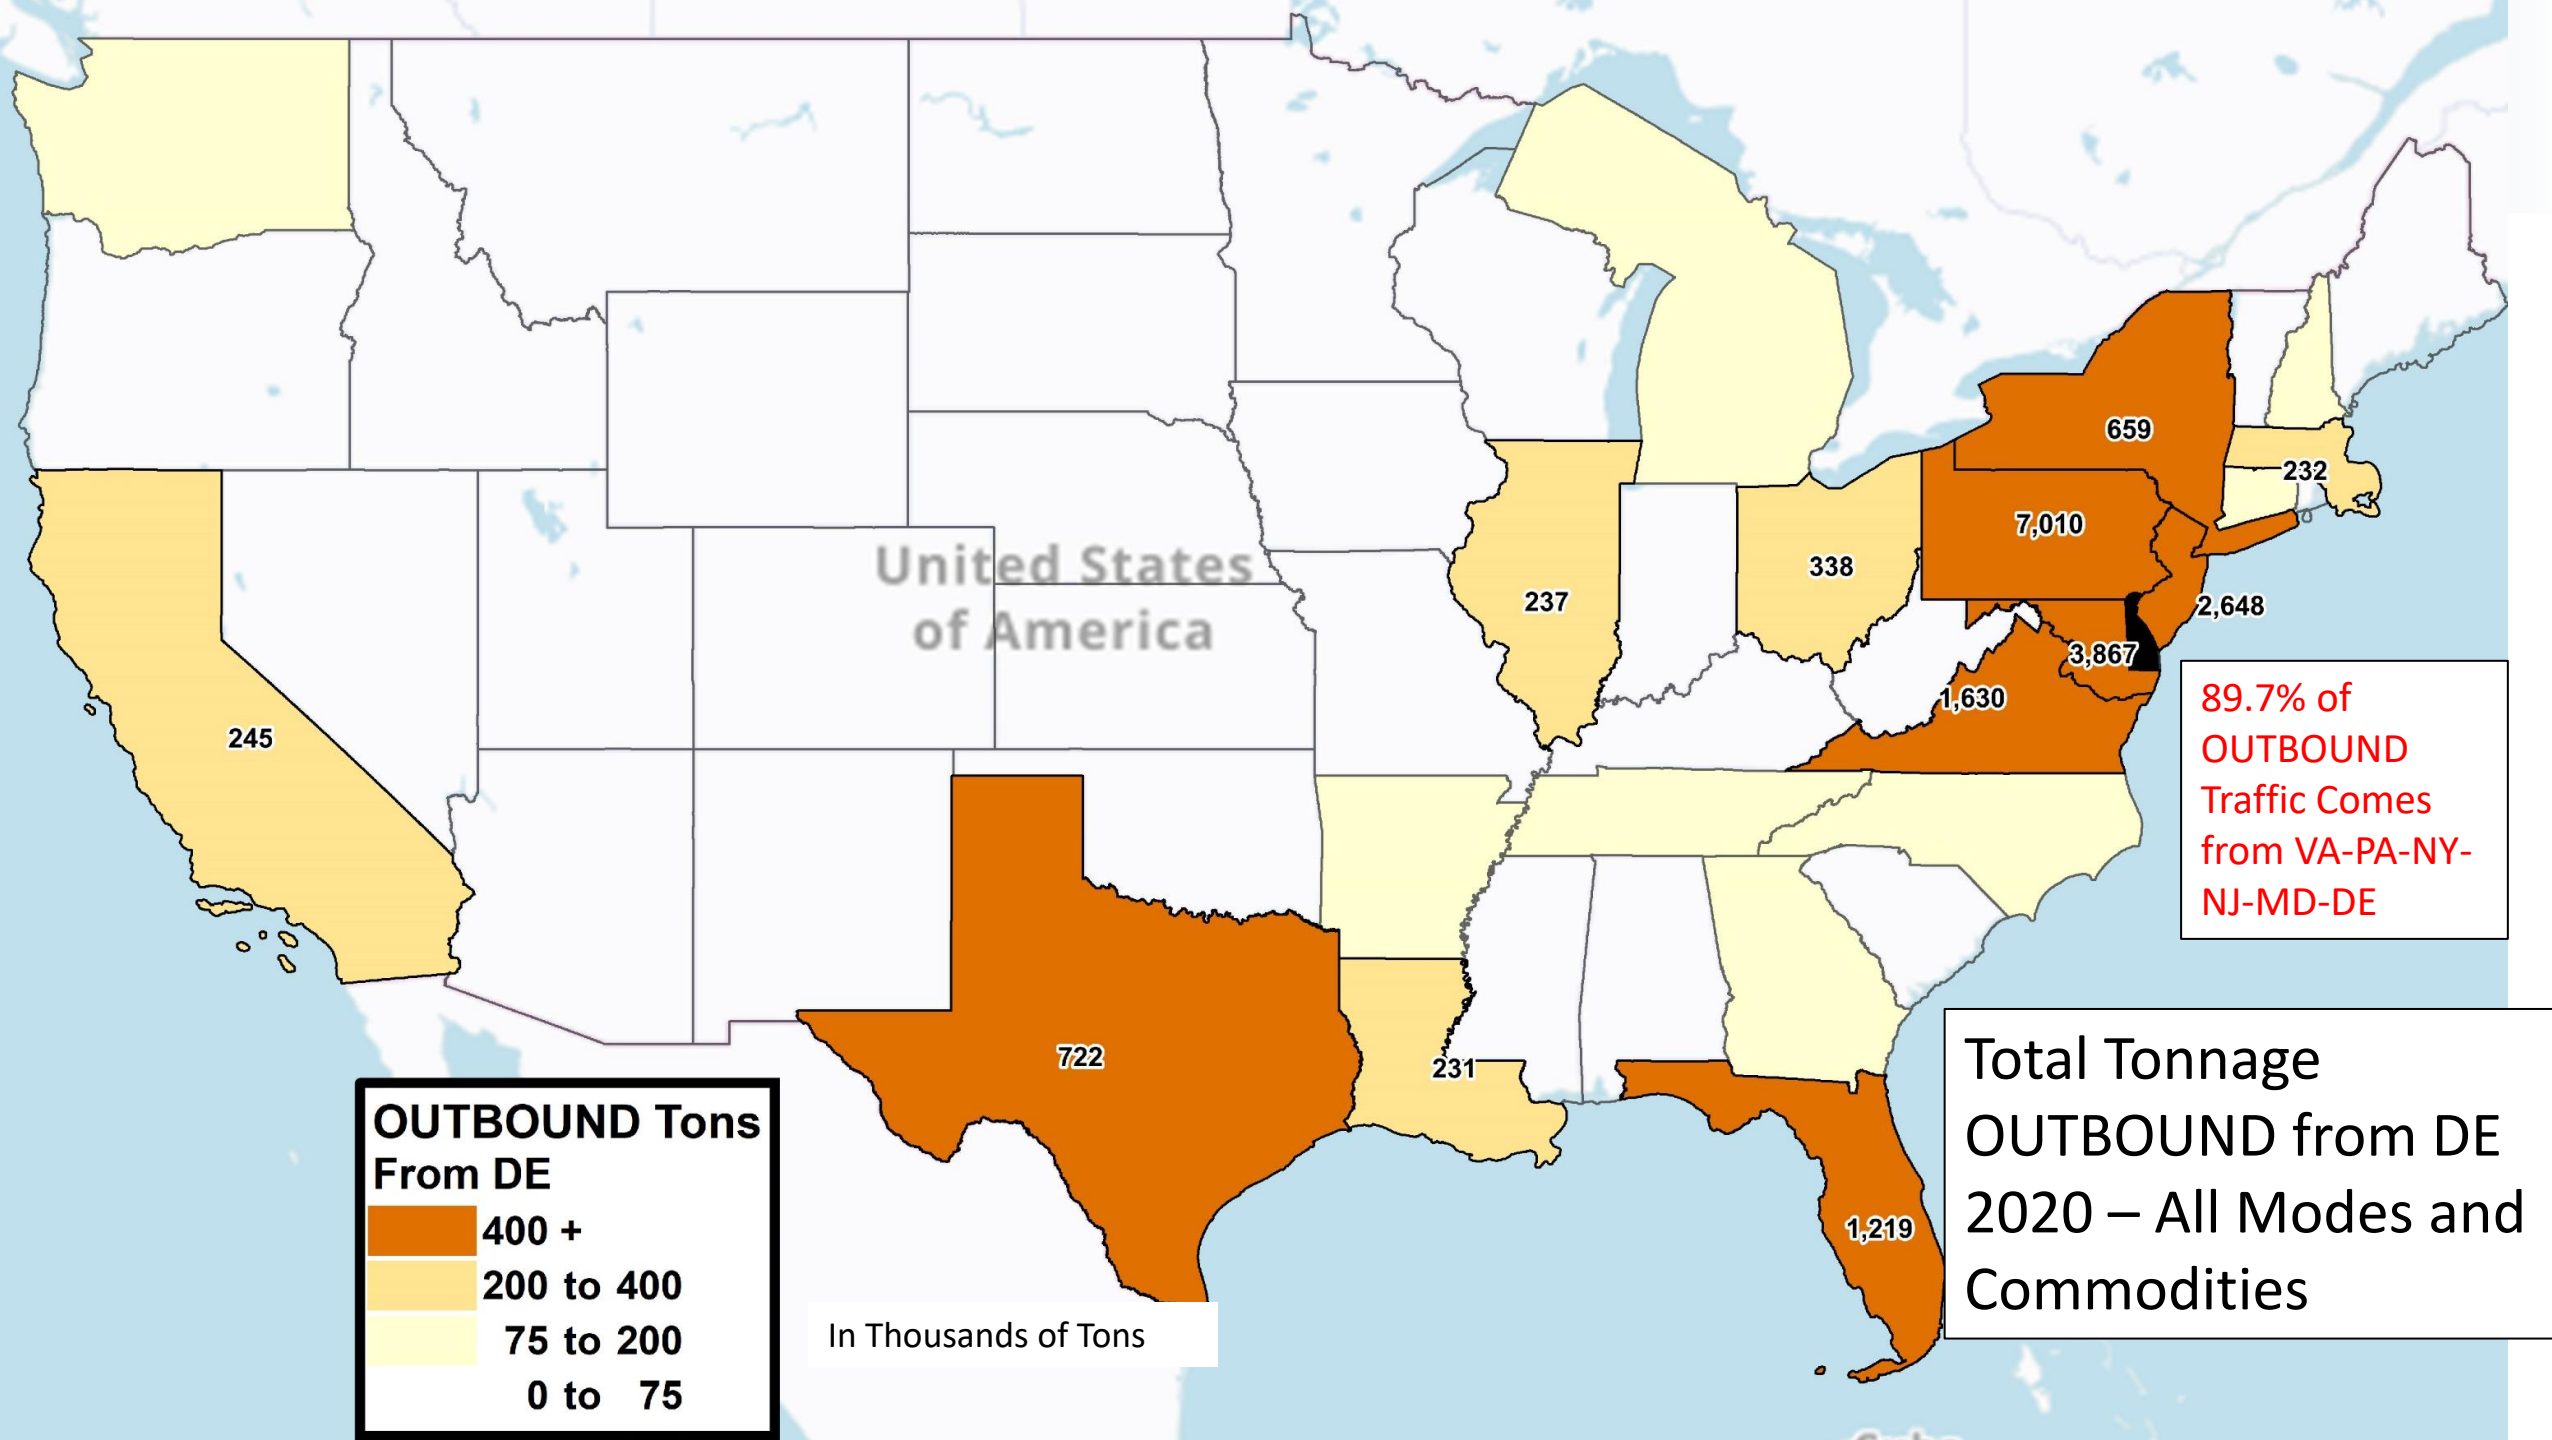 659
232
7,010
338
237
2,648
3,867
1,630
United States
of America
245
722
231
1,219
89.7% of
OUTBOUND
Traffic Comes
from VA-PA-NY-
NJ-MD-DE
Total Tonnage
OUTBOUND from DE
2020 – All Modes and
Commodities
OUTBOUND Tons
From DE
400 +
200 to 400
75 to 200
0 to 75
In Thousands of Tons